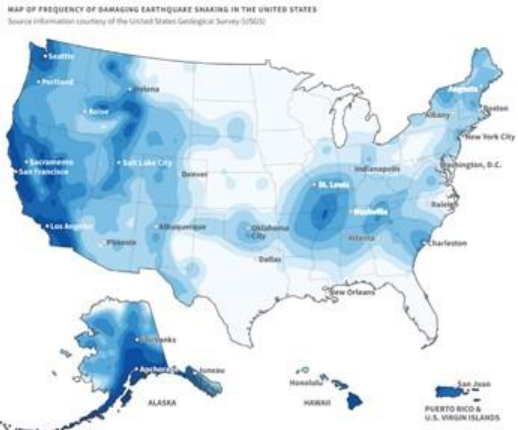 MAP OF FREQUENCY OF DAMAGING EARTHQUAKE SHAKING IN THE UNITED STATES
Source information courtesy of the United States Geological Survey (USGS)
Seattle
Portland
Helena
Boise
Augusta
Boston
Albany
New York City
Sacramento
San Francisco
Salt Lake City
Denver
Indianapolis
Washington, D.C.
St. Louis
Nashville
Raleigh
Los Angeles
Phoenix
Albuquerque
Oklahoma
City
Atlanta
Charleston
Dallas
New Orleans
Fairbanks
Anchorage
Juneau
ALASKA
Honolulu
HAWAII
San Juan
PUERTO RICO &
U.S. VIRGIN ISLANDS